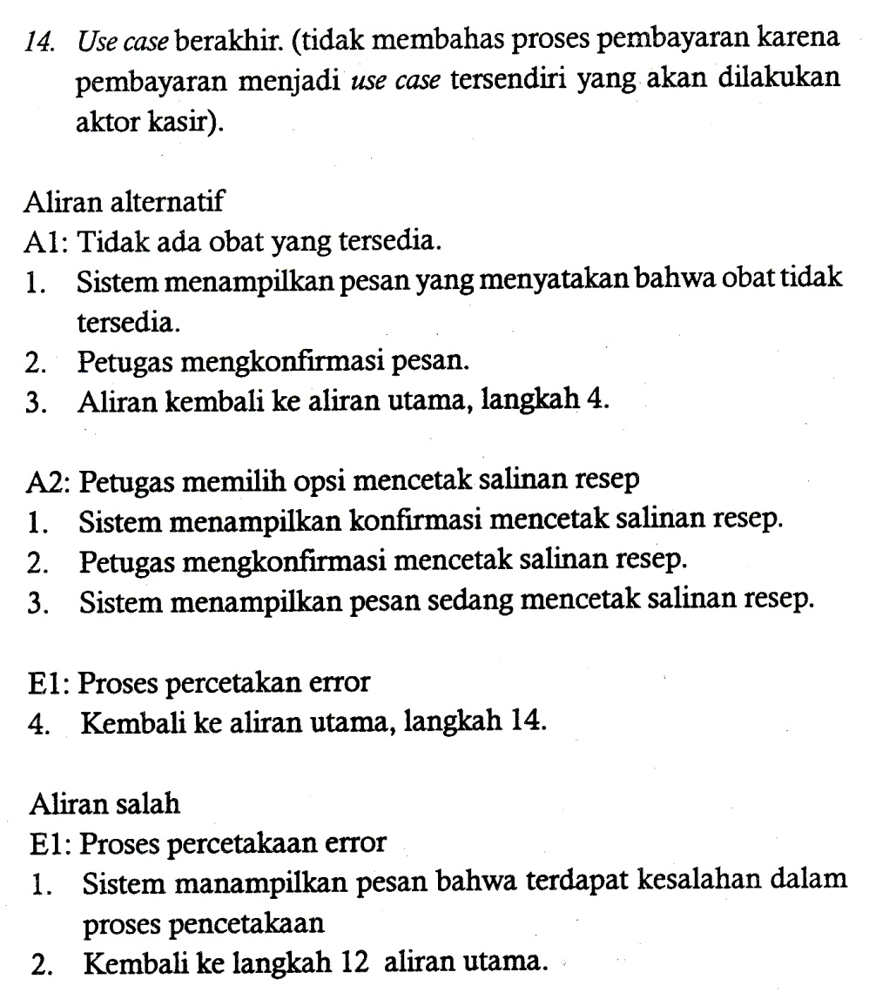 14. Use case berakhir. (tidak membahas proses pembayaran karena
pembayaran menjadi use case tersendiri yang akan dilakukan
aktor kasir).
Aliran alternatif
A1: Tidak ada obat yang tersedia.
1. Sistem menampilkan pesan yang menyatakan bahwa obat tidak
tersedia.
2. Petugas mengkonfirmasi pesan.
3. Aliran kembali ke aliran utama, langkah 4.
A2: Petugas memilih opsi mencetak salinan resep
1. Sistem menampilkan konfirmasi mencetak salinan resep.
2. Petugas mengkonfirmasi mencetak salinan resep.
3. Sistem menampilkan pesan sedang mencetak salinan resep.
E1: Proses percetakan error
4. Kembali ke aliran utama, langkah 14.
Aliran salah
E1: Proses percetakaan error
1. Sistem manampilkan pesan bahwa terdapat kesalahan dalam
proses pencetakaan
2. Kembali ke langkah 12 aliran utama.